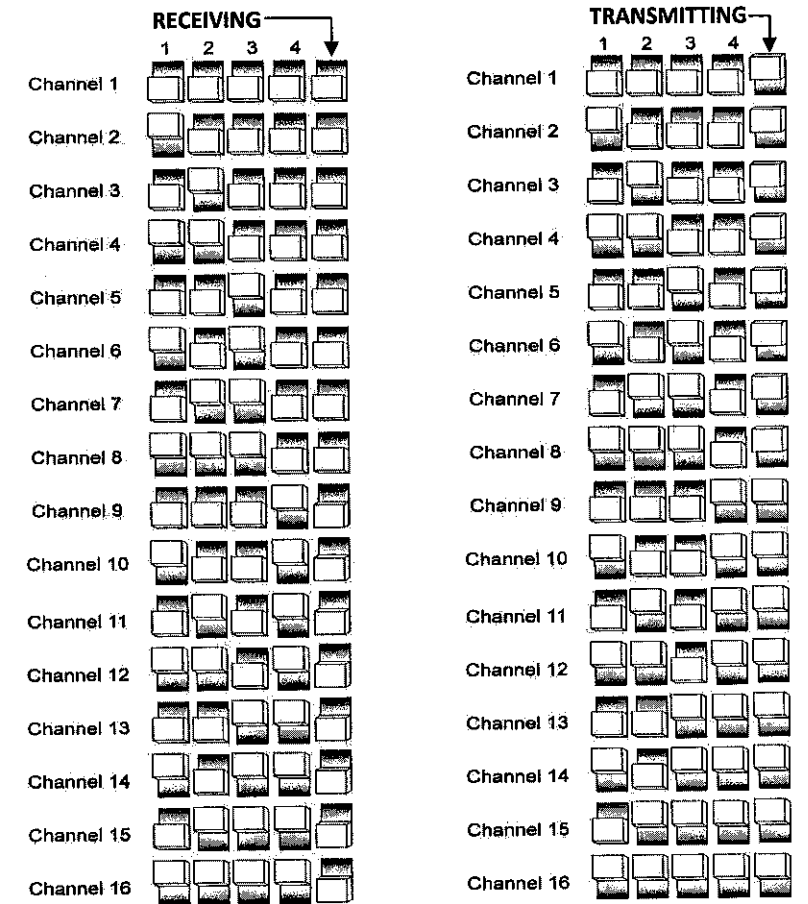 RECEIVING
1 2 3 4
Channel 1
Channel 2
Channel 3
Channel 4
Channel 5
Channel 6
Channel 7
Channel 8
Channel 9
Channel 10
Channel 11
Channel 12
Channel 13
Channel 14
Channel 15
Channel 16
TRANSMITTING
1 2 3 4
Channel 1
Channel 2
Channel 3
Channel 4
Channel 5
Channel 6
Channel 7
Channel 8
Channel 9
Channel 10
Channel 11
Channel 12
Channel 13
Channel 14
Channel 15
Channel 16